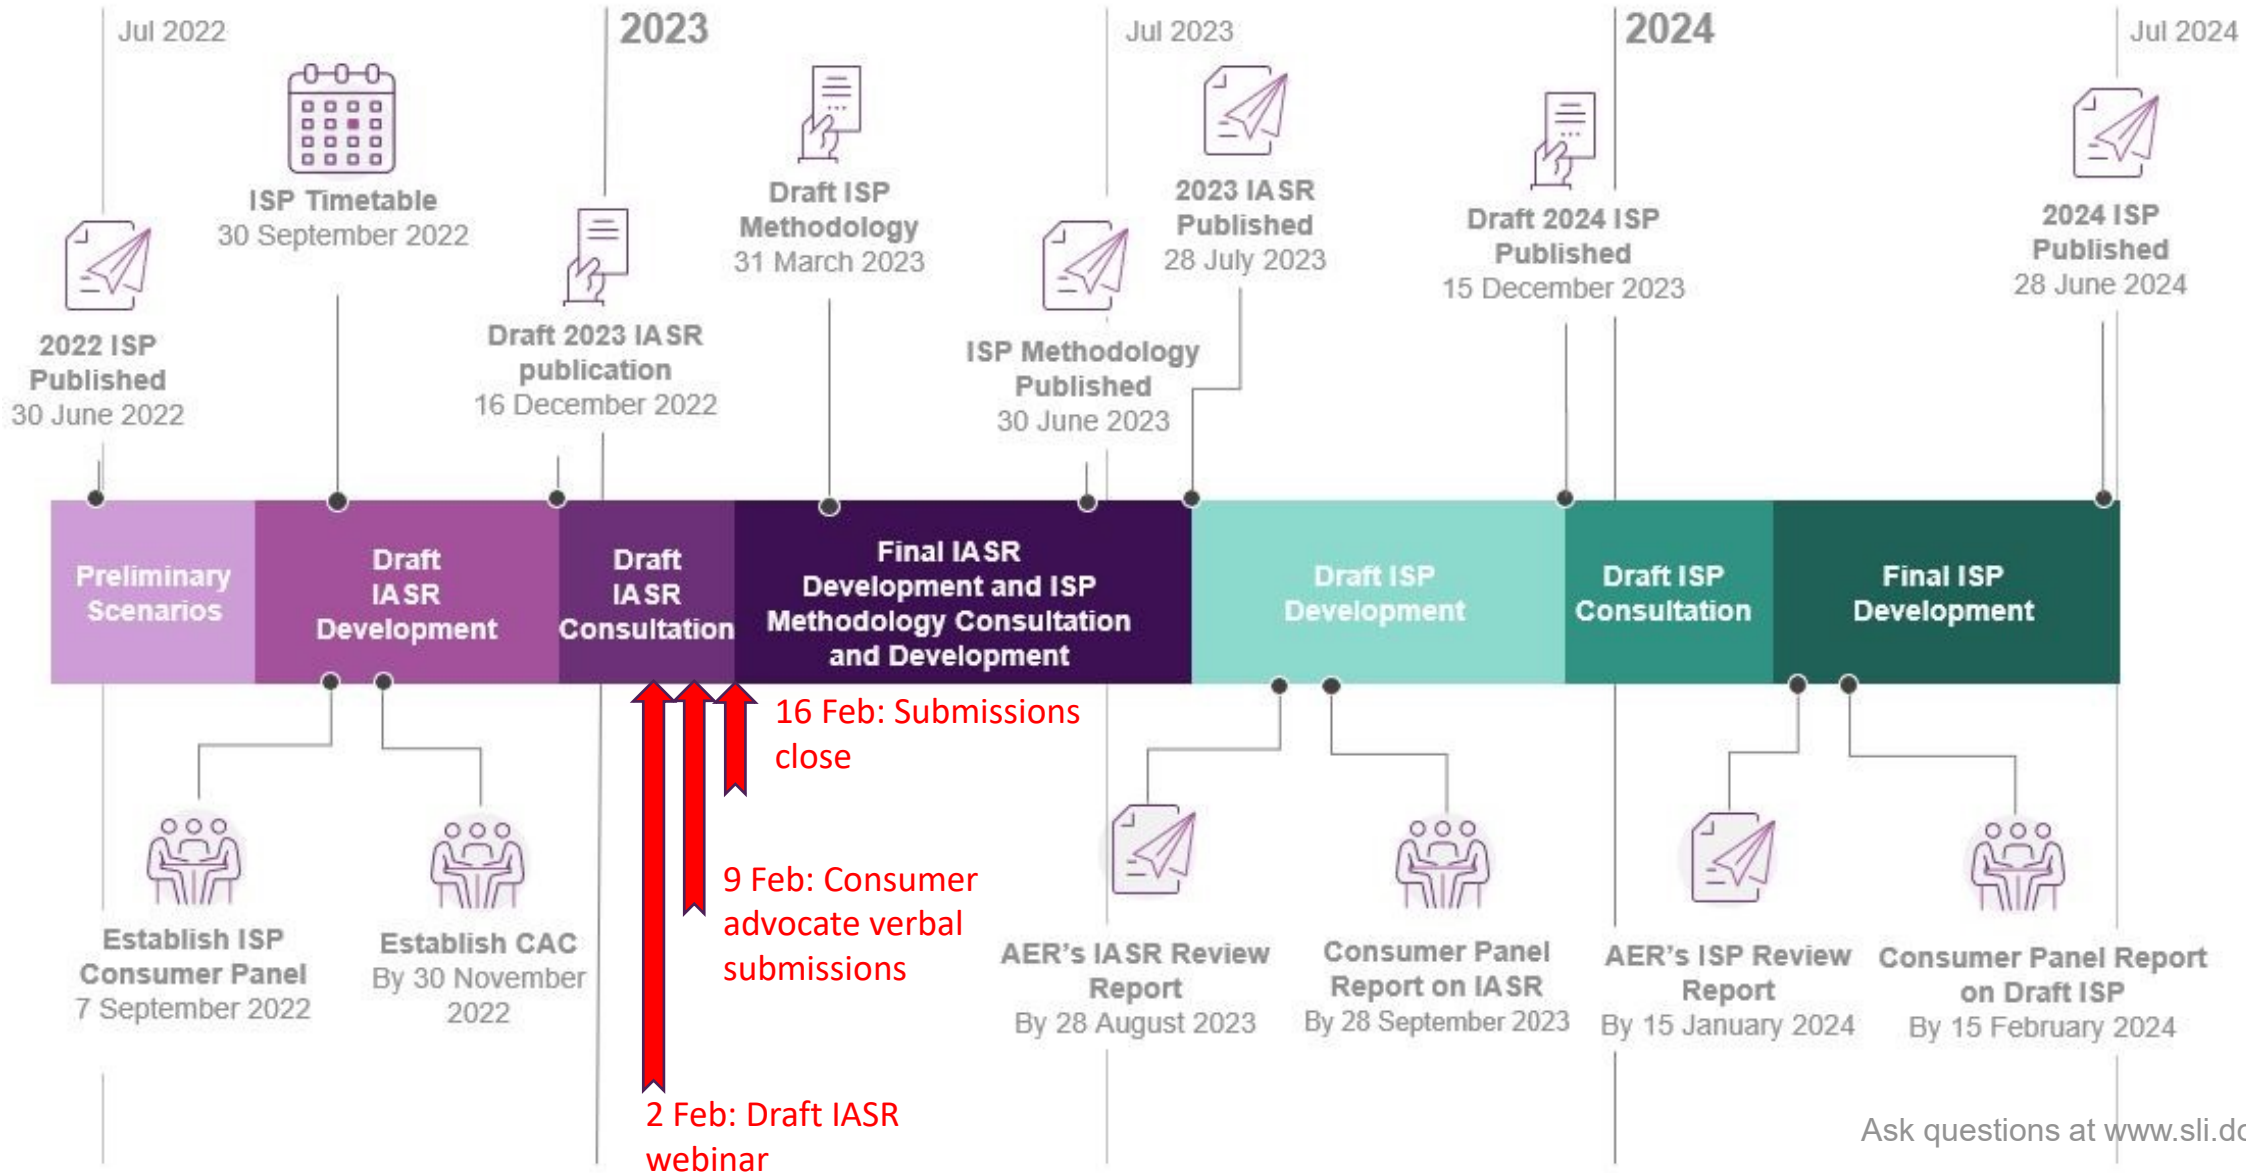 Jul 2022
2023
Jul 2023
2024
Jul 2024
ISP Timetable
30 September 2022
2022 ISP
Published
30 June 2022
Draft 2023 IASR
publication
16 December 2022
Draft ISP
Methodology
31 March 2023
ISP Methodology
Published
30 June 2023
2023 IASR
Published
28 July 2023
Draft 2024 ISP
Published
15 December 2023
2024 ISP
Published
28 June 2024
Preliminary
Scenarios
Draft
IASR
Development
Draft
IASR
Consultation
Final IASR
Development and ISP
Methodology Consultation
and Development
Draft ISP
Development
Draft ISP
Consultation
Final ISP
Development
16 Feb: Submissions
close
9 Feb: Consumer
advocate verbal
submissions
2 Feb: Draft IASR
webinar
Establish ISP
Consumer Panel
7 September 2022
Establish CAC
By 30 November
2022
AER's IASR Review
Report
By 28 August 2023
Consumer Panel
Report on IASR
By 28 September 2023
AER's ISP Review
Report
By 15 January 2024
Consumer Panel Report
on Draft ISP
By 15 February 2024
Ask questions at www.sli.do